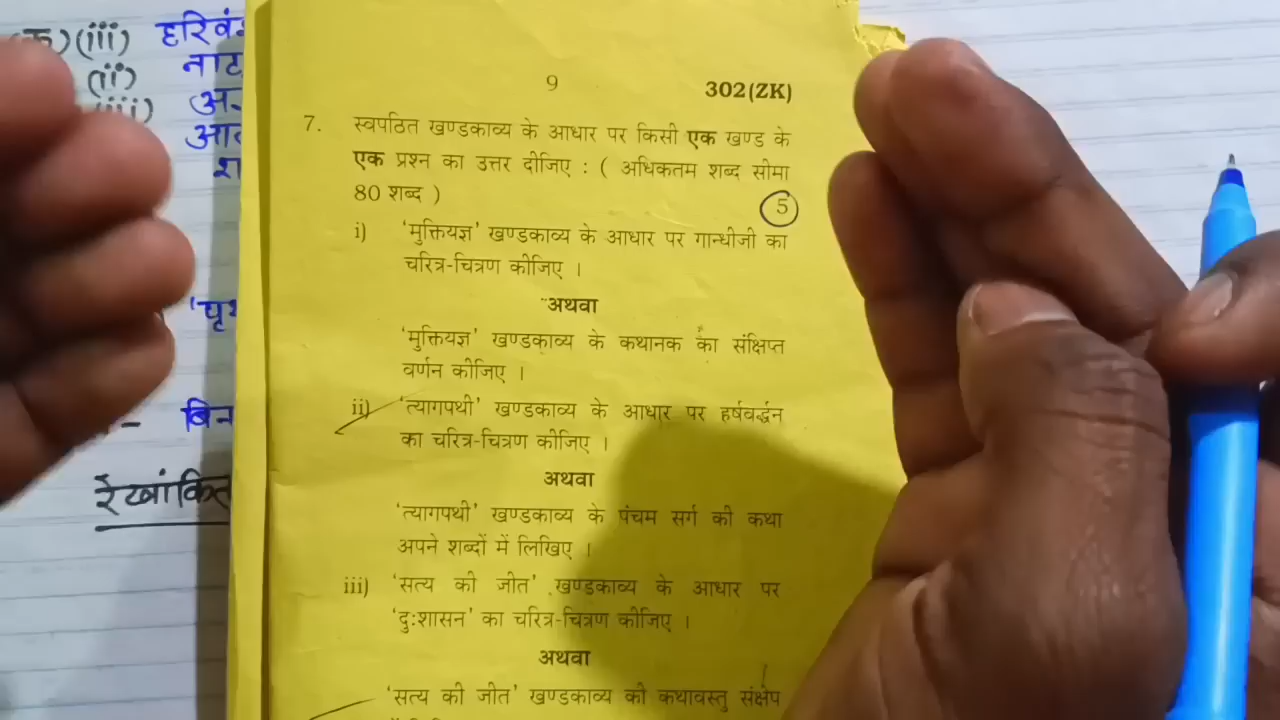 (iii) हरिवं
(ii) नाट
(iii) अ
आ
श
'पृ
- बिन
रेखांकित
9
302(ZK)
7. स्वपठित खण्डकाव्य के आधार पर किसी एक खण्ड के
एक प्रश्न का उत्तर दीजिए : ( अधिकतम शब्द सीमा
80 शब्द )
5
i) 'मुक्तियज्ञ' खण्डकाव्य के आधार पर गान्धीजी का
चरित्र-चित्रण कीजिए ।
अथवा
'मुक्तियज्ञ' खण्डकाव्य के कथानक का संक्षिप्त
वर्णन कीजिए ।
ii) 'त्यागपथी' खण्डकाव्य के आधार पर हर्षवर्द्धन
का चरित्र-चित्रण कीजिए ।
अथवा
'त्यागपथी' खण्डकाव्य के पंचम सर्ग की कथा
अपने शब्दों में लिखिए ।
iii) 'सत्य की जीत' खण्डकाव्य के आधार पर
'दुःशासन' का चरित्र-चित्रण कीजिए ।
अथवा
'सत्य की जीत' खण्डकाव्य की कथावस्तु संक्षेप